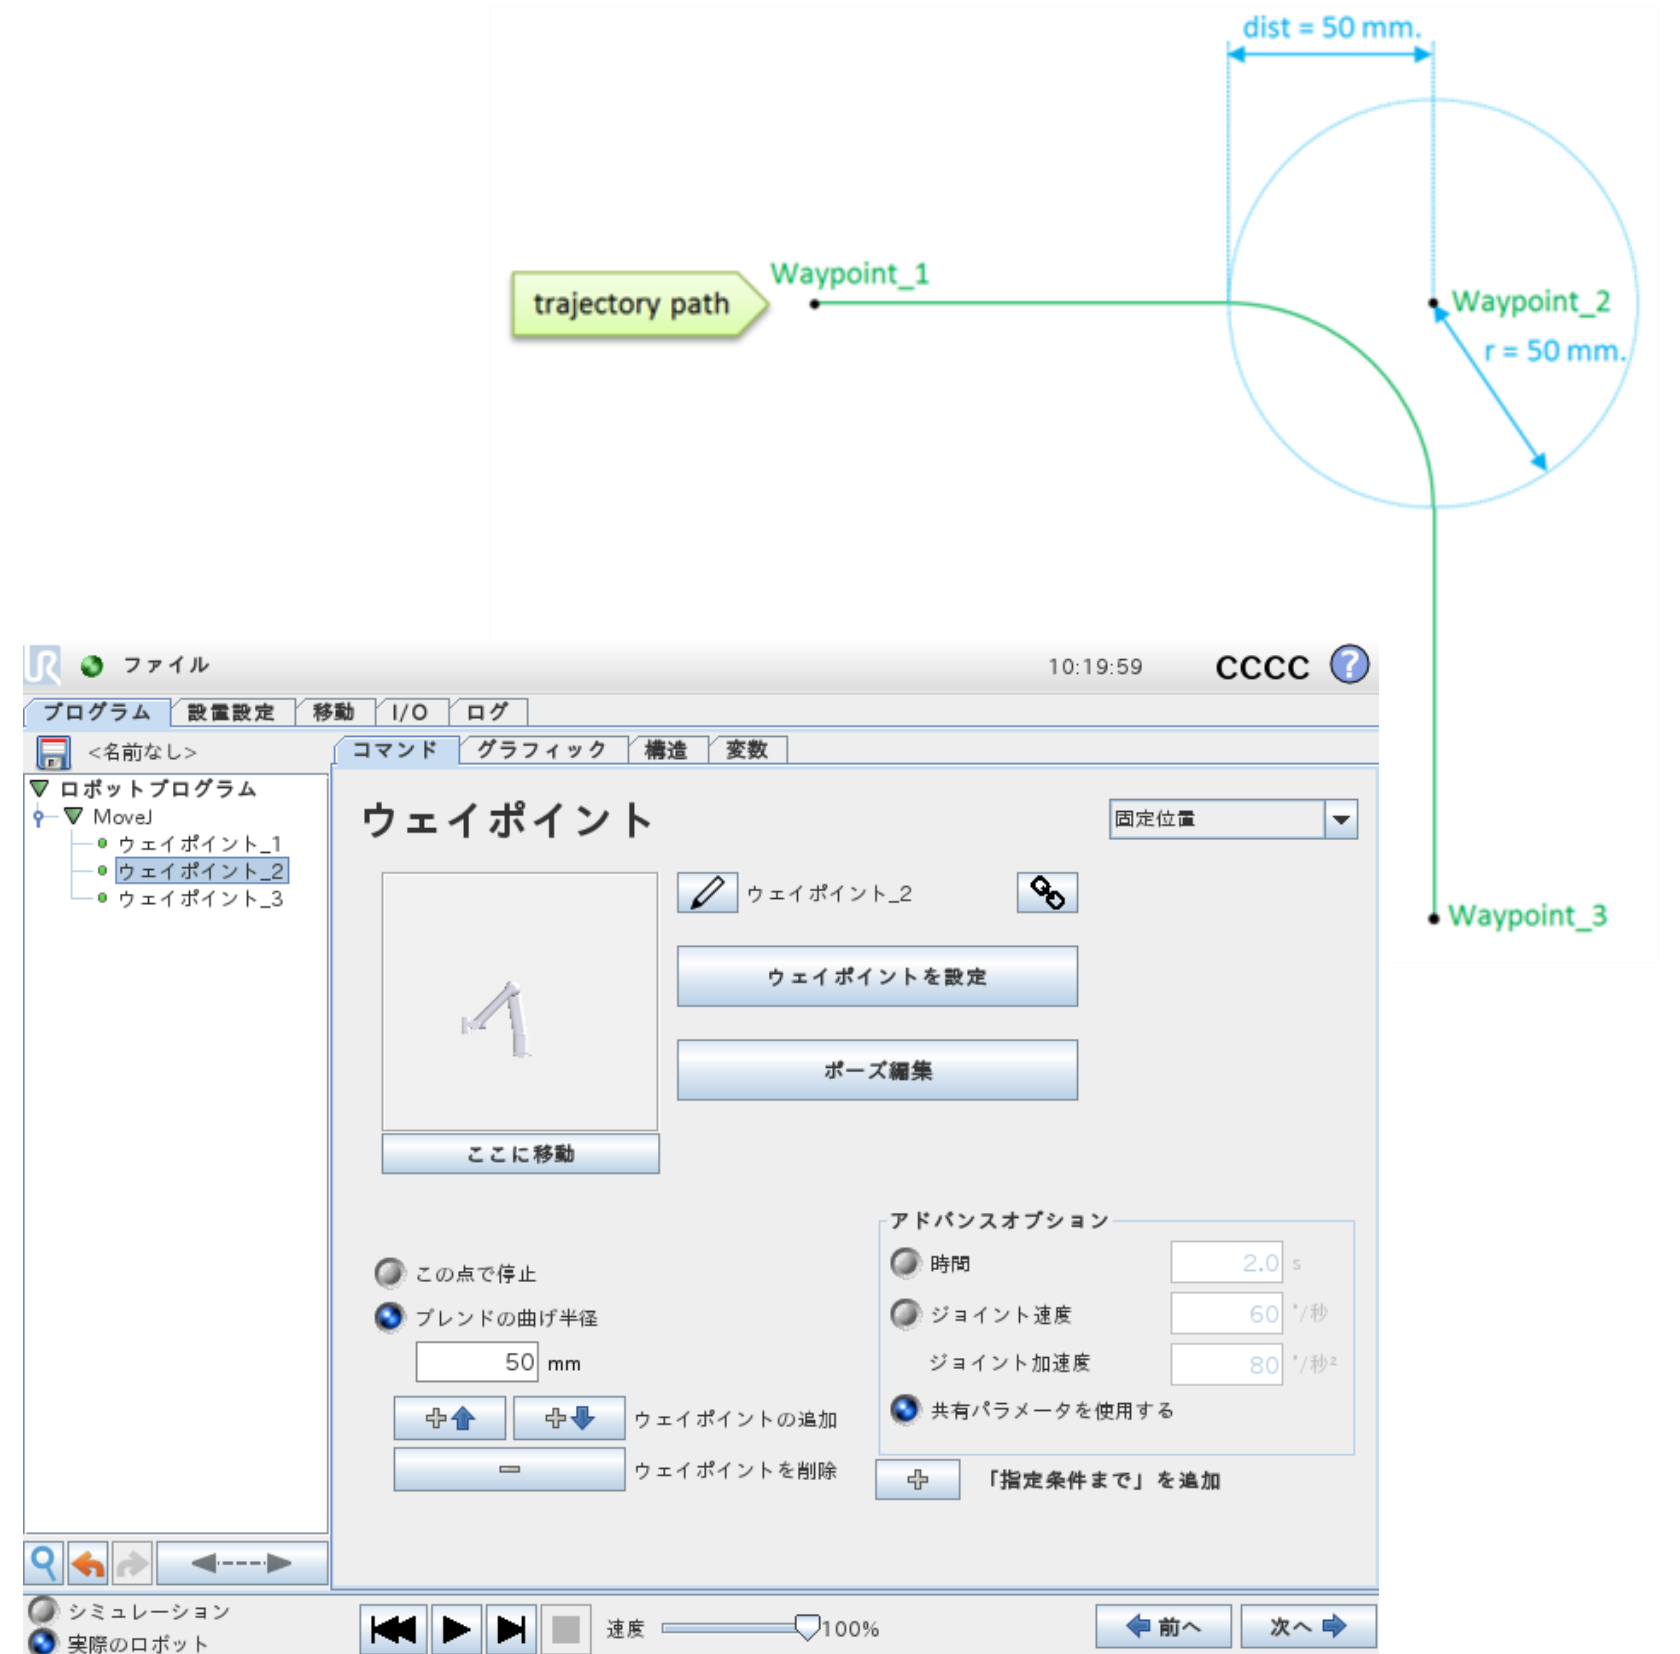 dist = 50 mm.
Waypoint_1
trajectory path
Waypoint_2
r = 50 mm.
Waypoint_3
UR
ファイル
10:19:59
CCCC
?
プログラム
設置設定
移動
I/O
ログ
<名前なし>
コマンド
グラフィック
構造
変数
ロボットプログラム
MoveJ
ウェイポイント_1
ウェイポイント_2
ウェイポイント_3
ウェイポイント
固定位置
ウェイポイント_2
ウェイポイントを設定
ポーズ編集
ここに移動
この点で停止
ブレンドの曲げ半径
50 mm
ウェイポイントの追加
ウェイポイントを削除
アドバンスオプション
時間 2.0 s
ジョイント速度 60 °/秒
ジョイント加速度 80 °/秒²
共有パラメータを使用する
「指定条件まで」を追加
シミュレーション
実際のロボット
速度 100%
前へ
次へ